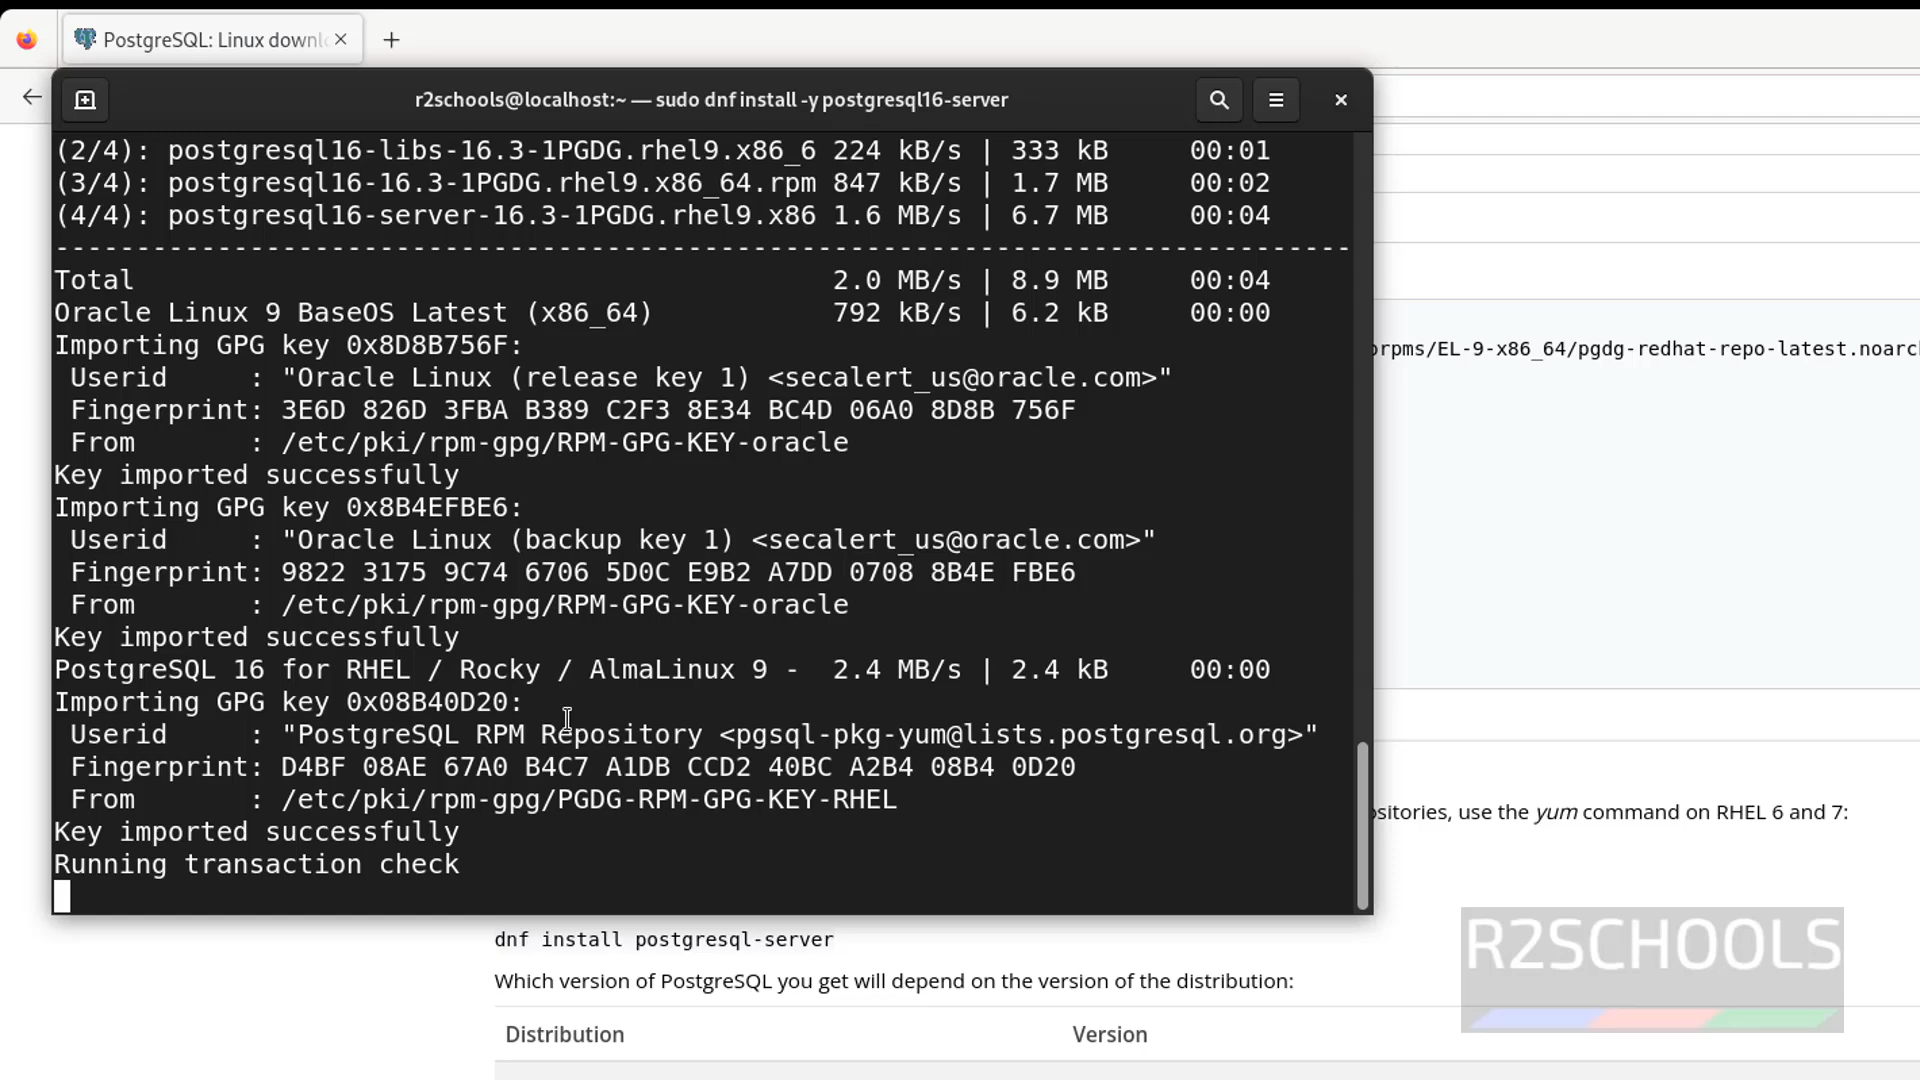 PostgreSQL: Linux downl
r2schools@localhost:~ — sudo dnf install -y postgresql16-server
(2/4): postgresql16-libs-16.3-1PGDG.rhel9.x86_6 224 kB/s | 333 kB 00:01
(3/4): postgresql16-16.3-1PGDG.rhel9.x86_64.rpm 847 kB/s | 1.7 MB 00:02
(4/4): postgresql16-server-16.3-1PGDG.rhel9.x86 1.6 MB/s | 6.7 MB 00:04
--------------------------------------------------------------------------------
Total 2.0 MB/s | 8.9 MB 00:04
Oracle Linux 9 BaseOS Latest (x86_64) 792 kB/s | 6.2 kB 00:00
Importing GPG key 0x8D8B756F:
Userid : "Oracle Linux (release key 1) <secalert_us@oracle.com>"
Fingerprint: 3E6D 826D 3FBA B389 C2F3 8E34 BC4D 06A0 8D8B 756F
From : /etc/pki/rpm-gpg/RPM-GPG-KEY-oracle
Key imported successfully
Importing GPG key 0x8B4EFBE6:
Userid : "Oracle Linux (backup key 1) <secalert_us@oracle.com>"
Fingerprint: 9822 3175 9C74 6706 5D0C E9B2 A7DD 0708 8B4E FBE6
From : /etc/pki/rpm-gpg/RPM-GPG-KEY-oracle
Key imported successfully
PostgreSQL 16 for RHEL / Rocky / AlmaLinux 9 - 2.4 MB/s | 2.4 kB 00:00
Importing GPG key 0x08B40D20:
Userid : "PostgreSQL RPM Repository <pgsql-pkg-yum@lists.postgresql.org>"
Fingerprint: D4BF 08AE 67A0 B4C7 A1DB CCD2 40BC A2B4 08B4 0D20
From : /etc/pki/rpm-gpg/PGDG-RPM-GPG-KEY-RHEL
Key imported successfully
Running transaction check
orpms/EL-9-x86_64/pgdg-redhat-repo-latest.noarc
ositories, use the yum command on RHEL 6 and 7:
dnf install postgresql-server
Which version of PostgreSQL you get will depend on the version of the distribution:
Distribution Version
R2SCHOOLS